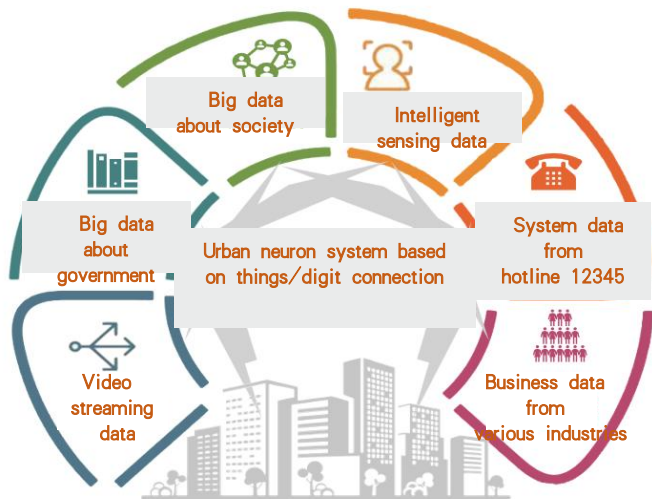 Big data
about society
Intelligent
sensing data
Big data
about
government
Urban neuron system based
on things/digit connection
System data
from
hotline 12345
Video
streaming
data
Business data
from
various industries